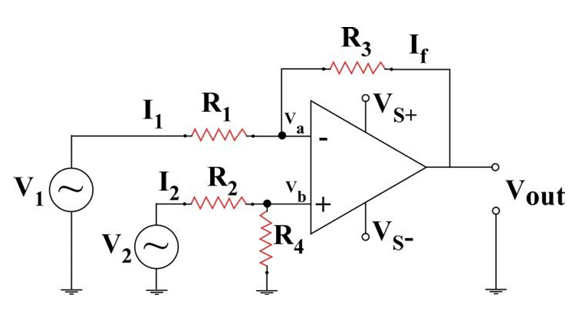 R3 If
I1 R1 Va - VS+
V1 I2 R2 Vb + Vout
V2 R4 VS-